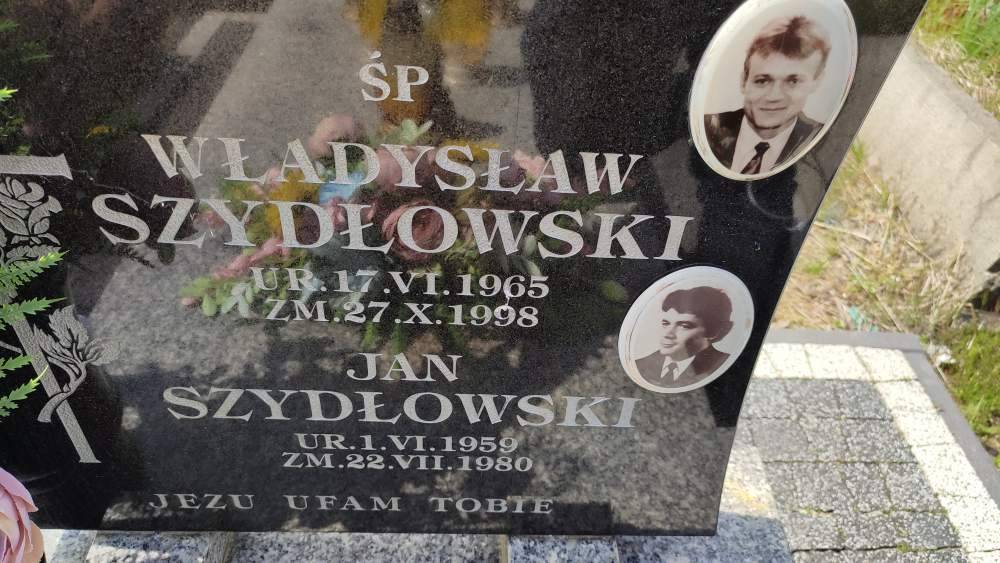 ŚP
WŁADYSŁAW
SZYDŁOWSKI
UR.17.VI.1965
ZM.27.X.1998
JAN
SZYDŁOWSKI
UR.1.VI.1959
ZM.22.VII.1980
JEZU UFAM TOBIE